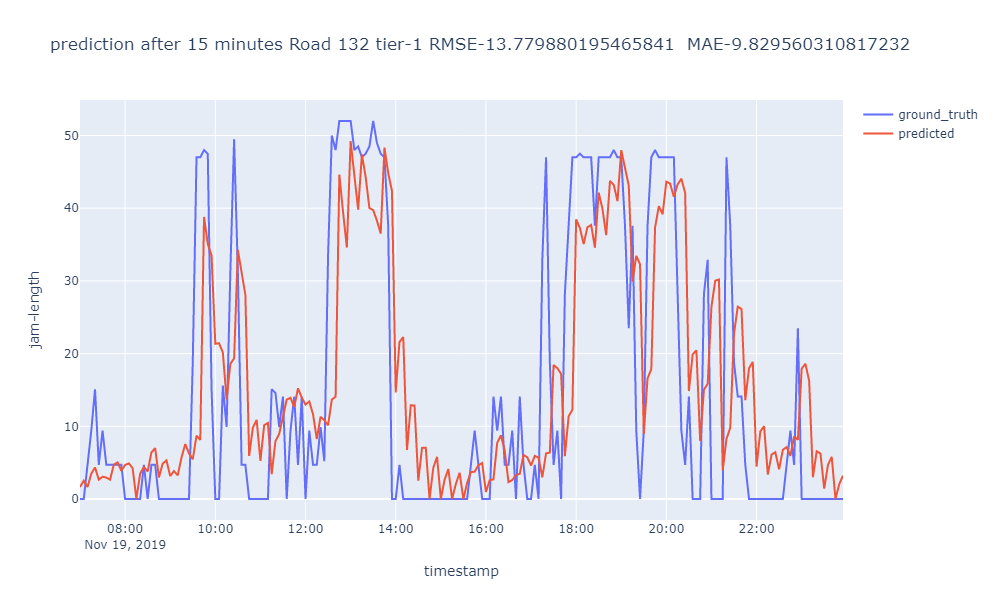 prediction after 15 minutes Road 132 tier-1 RMSE-13.779880195465841  MAE-9.829560310817232
ground_truth
predicted
50
40
30
20
10
0
jam-length
08:00 10:00 12:00 14:00 16:00 18:00 20:00 22:00
Nov 19, 2019
timestamp